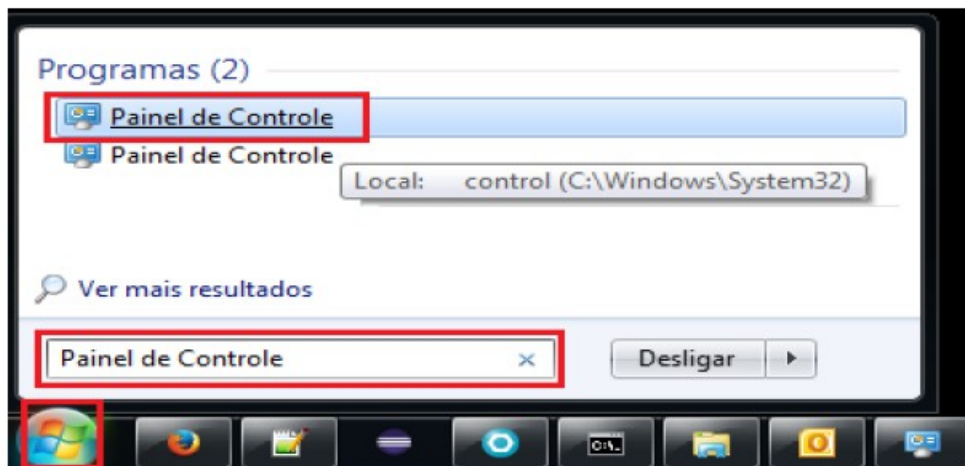 Programas (2)
Painel de Controle
Painel de Controle
Local: control (C:\Windows\System32)
Ver mais resultados
Painel de Controle × Desligar
C:\_